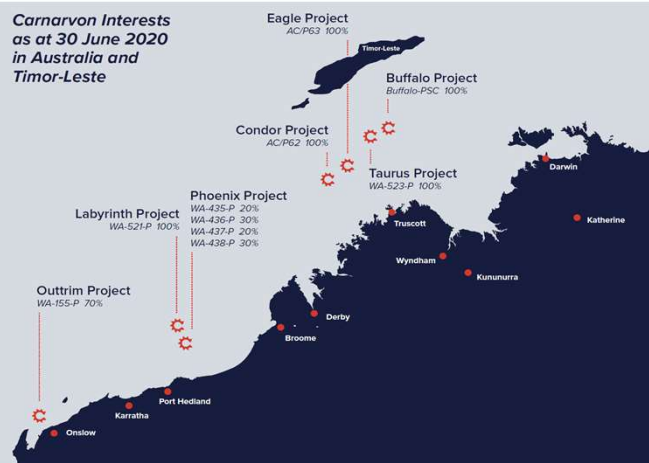 Carnarvon Interests
as at 30 June 2020
in Australia and
Timor-Leste
Eagle Project
AC/P63 100%
Timor-Leste
Buffalo Project
Buffalo-PSC 100%
Condor Project
AC/P62 100%
Taurus Project
WA-523-P 100%
Darwin
Phoenix Project
WA-435-P 20%
WA-436-P 30%
WA-437-P 20%
WA-438-P 30%
Labyrinth Project
WA-521-P 100%
Truscott
Katherine
Wyndham
Kununurra
Outtrim Project
WA-155-P 70%
Derby
Broome
Port Hedland
Karratha
Onslow